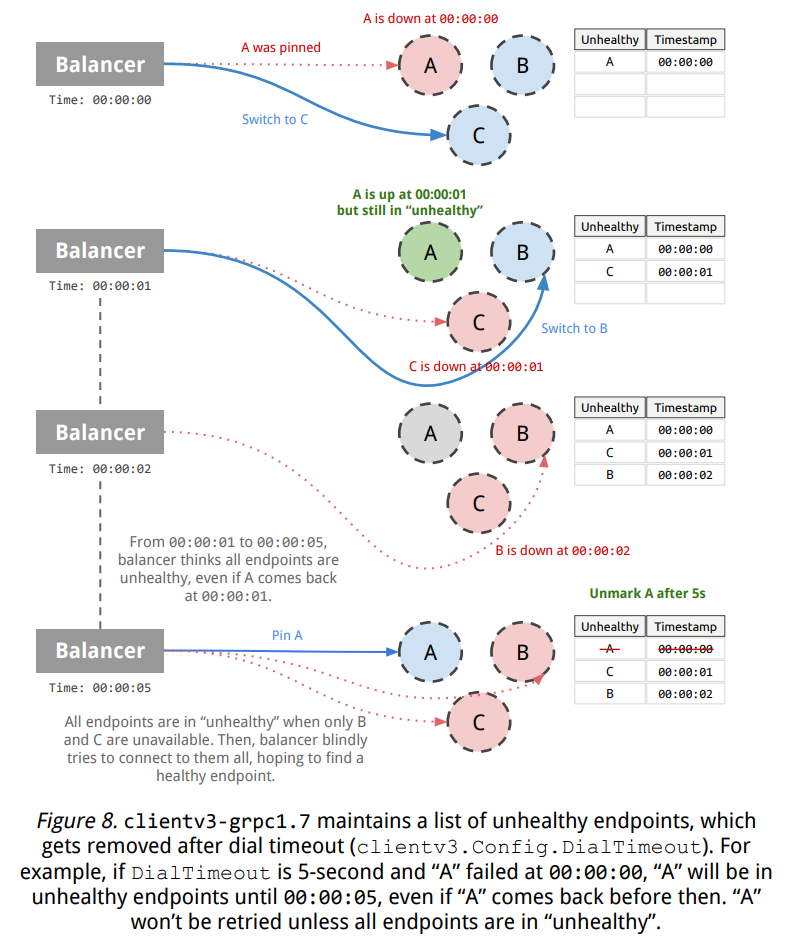 A is down at 00:00:00
Balancer
Time: 00:00:00
A was pinned
Switch to C
A
B
C
Unhealthy Timestamp
A 00:00:00
A is up at 00:00:01
but still in “unhealthy”
Balancer
Time: 00:00:01
A
B
C
Switch to B
C is down at 00:00:01
Unhealthy Timestamp
A 00:00:00
C 00:00:01
Balancer
Time: 00:00:02
A
B
C
B is down at 00:00:02
Unhealthy Timestamp
A 00:00:00
C 00:00:01
B 00:00:02
From 00:00:01 to 00:00:05,
balancer thinks all endpoints are
unhealthy, even if A comes back
at 00:00:01.
Unmark A after 5s
Balancer
Time: 00:00:05
Pin A
A
B
C
Unhealthy Timestamp
A 00:00:00
C 00:00:01
B 00:00:02
All endpoints are in “unhealthy” when only B
and C are unavailable. Then, balancer blindly
tries to connect to them all, hoping to find a
healthy endpoint.
Figure 8. clientv3-grpc1.7 maintains a list of unhealthy endpoints, which
gets removed after dial timeout (clientv3.Config.DialTimeout). For
example, if DialTimeout is 5-second and “A” failed at 00:00:00, “A” will be in
unhealthy endpoints until 00:00:05, even if “A” comes back before then. “A”
won’t be retried unless all endpoints are in “unhealthy”.